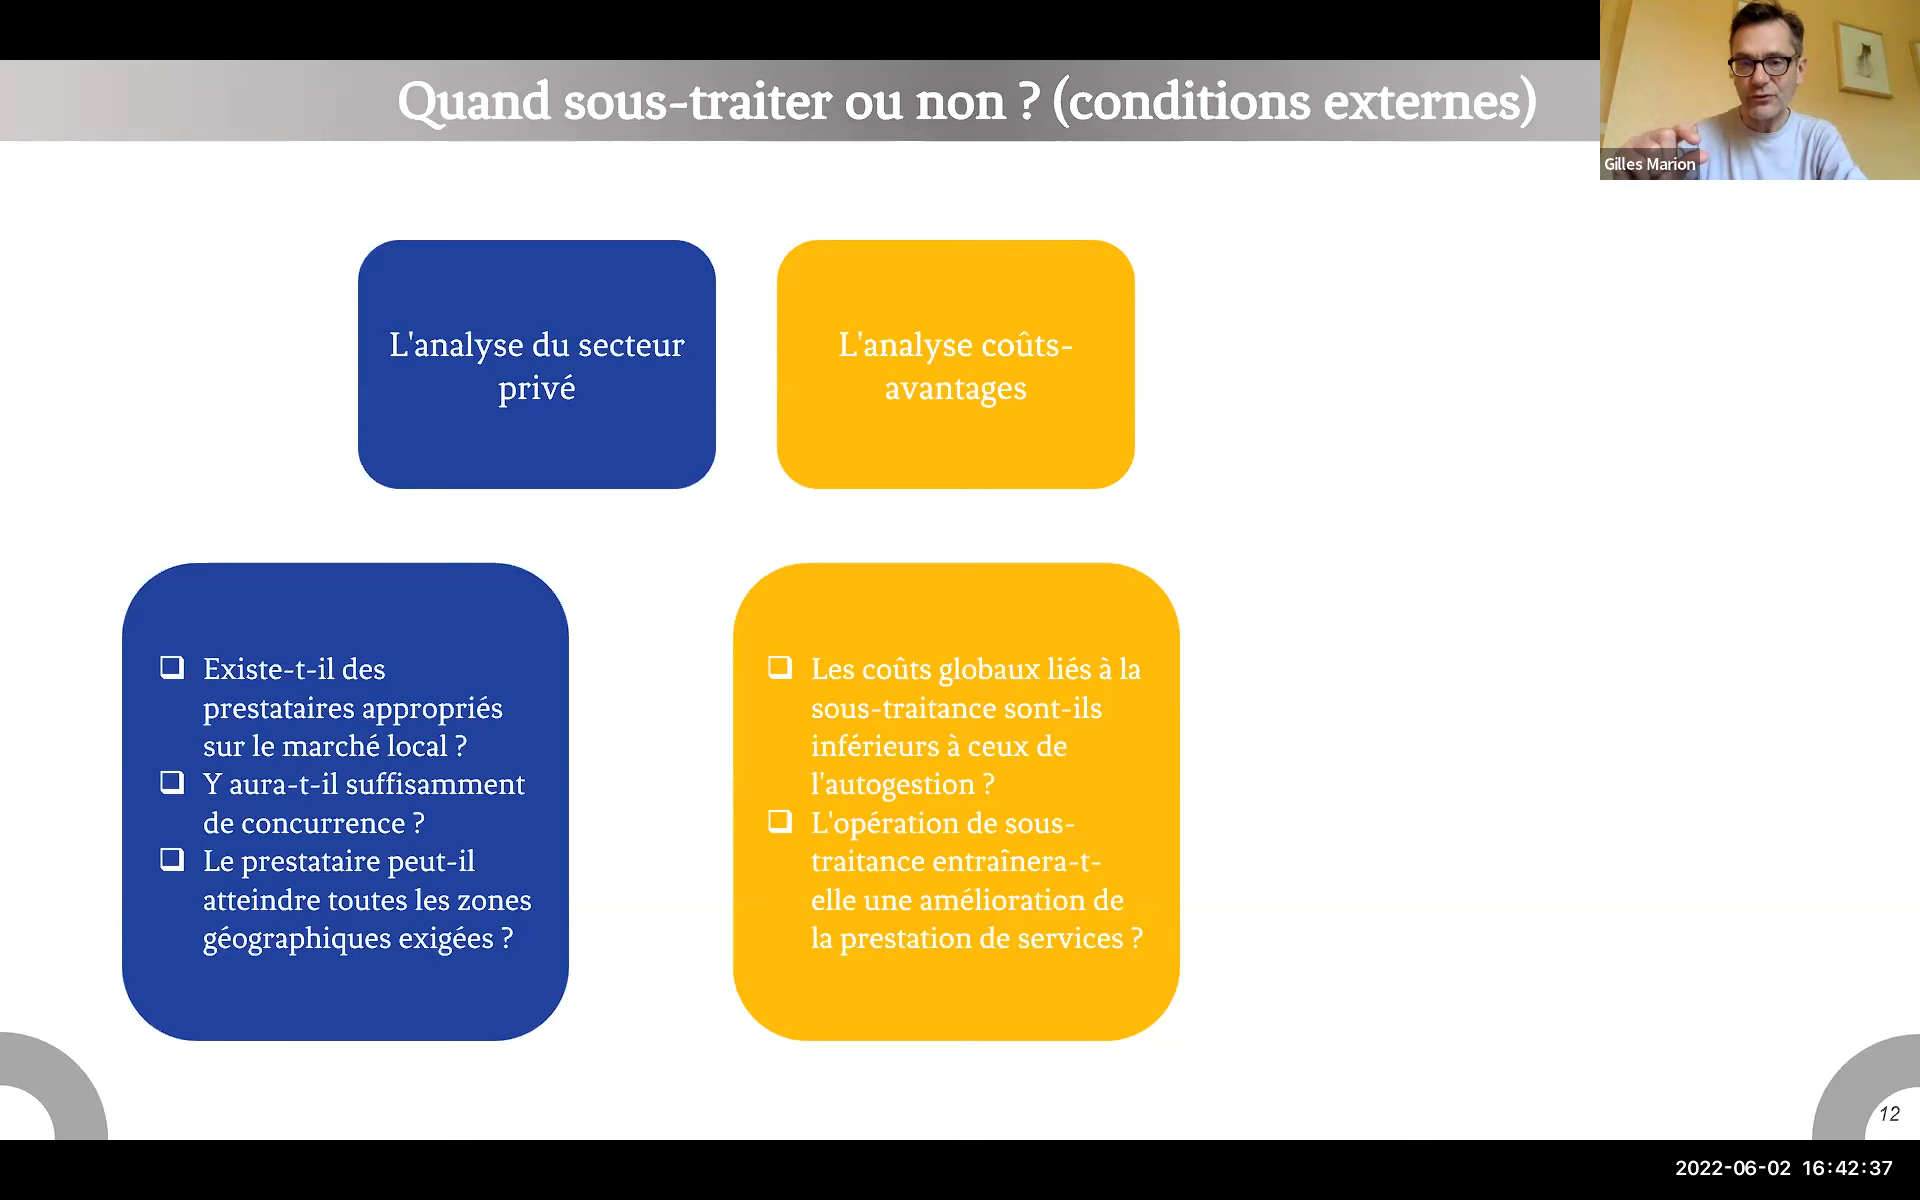 Quand sous-traiter ou non ? (conditions externes)
Gilles Marion
L'analyse du secteur
privé
L'analyse coûts-
avantages
Existe-t-il des
prestataires appropriés
sur le marché local ?
Y aura-t-il suffisamment
de concurrence ?
Le prestataire peut-il
atteindre toutes les zones
géographiques exigées ?
Les coûts globaux liés à la
sous-traitance sont-ils
inférieurs à ceux de
l'autogestion ?
L'opération de sous-
traitance entraînera-t-
elle une amélioration de
la prestation de services ?
12
2022-06-02 16:42:37